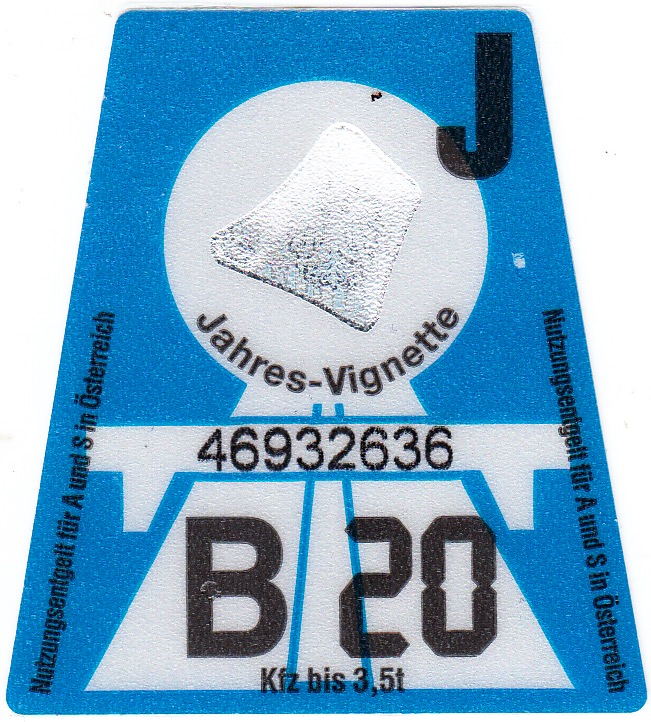 J
Jahres-Vignette
46932636
B 20
Kfz bis 3,5t
Nutzungsentgelt für A und S in Österreich
Nutzungsentgelt für A und S in Österreich